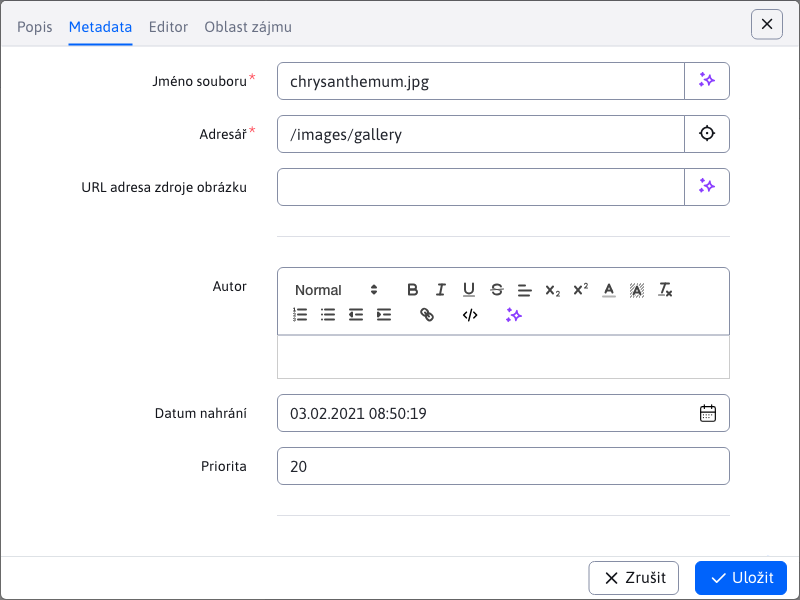 Popis Metadata Editor Oblast zájmu
Jméno souboru* chrysanthemum.jpg
Adresář* /images/gallery
URL adresa zdroje obrázku
Autor
Normal
Datum nahrání 03.02.2021 08:50:19
Priorita 20
Zrušit Uložit